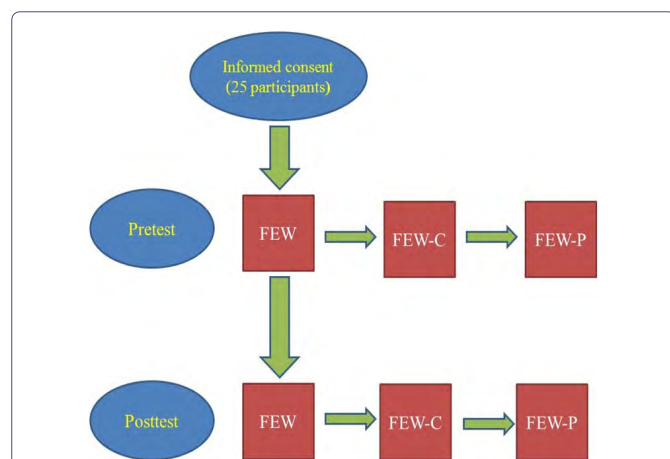 Informed consent
(25 participants)
Pretest
FEW
FEW-C
FEW-P
Posttest
FEW
FEW-C
FEW-P